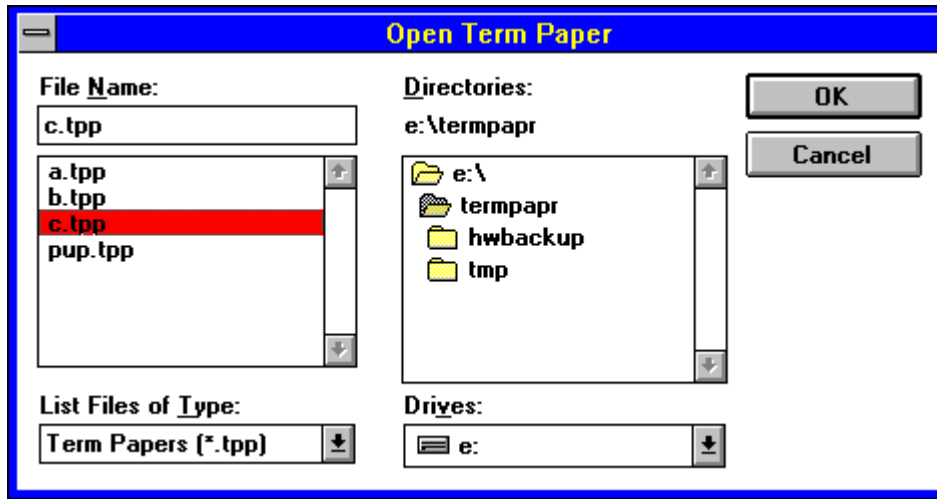 Open Term Paper
File Name:
c.tpp
a.tpp
b.tpp
c.tpp
pup.tpp
List Files of Type:
Term Papers (*.tpp)
Directories:
e:\termpapr
e:\
termpapr
hwbackup
tmp
Drives:
e:
OK
Cancel